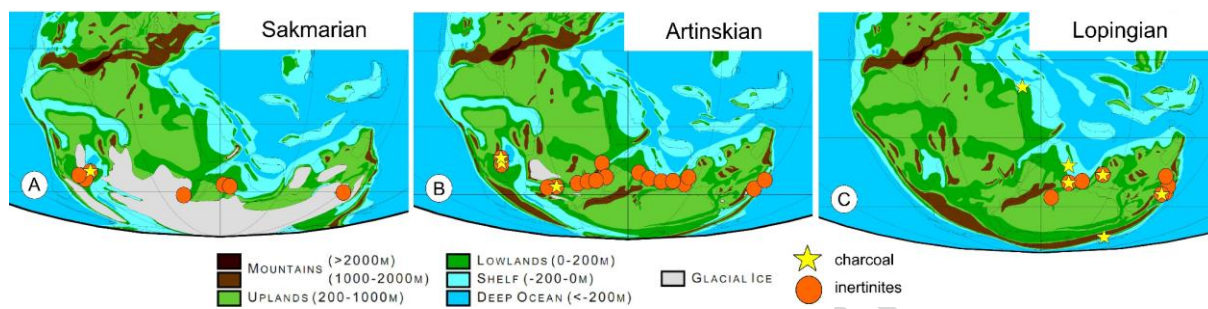 Sakmarian
Artinskian
Lopingian
A
B
C
MOUNTAINS (>2000M)
(1000-2000M)
UPLANDS (200-1000M)
LOWLANDS (0-200M)
SHELF (-200-0M)
DEEP OCEAN (<-200M)
GLACIAL ICE
charcoal
inertinites